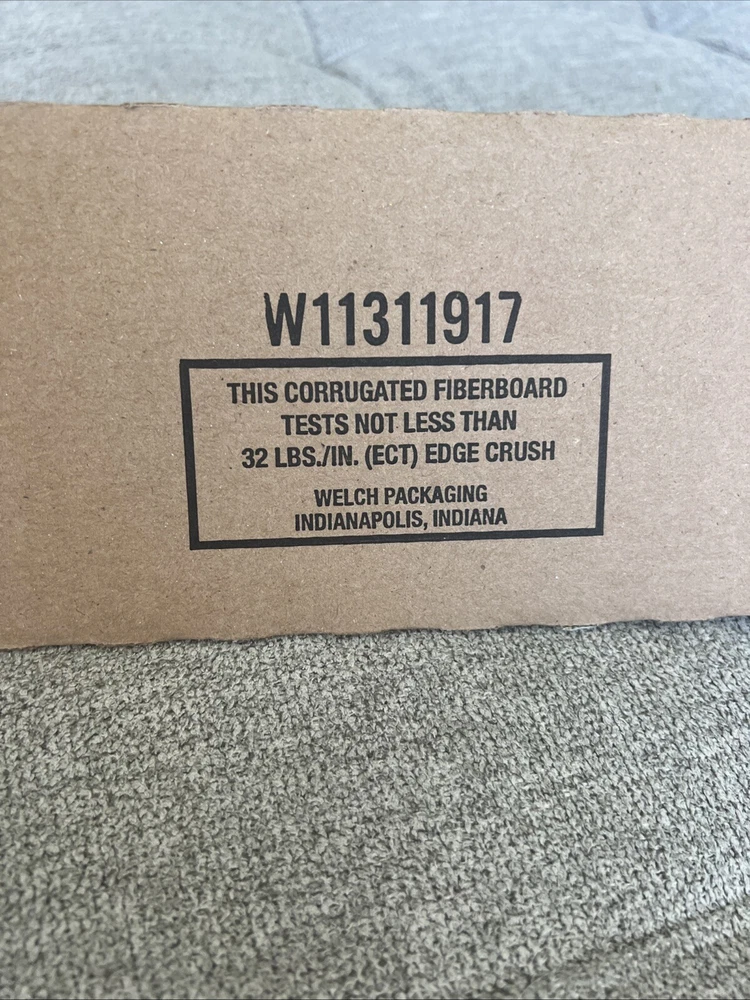 W11311917
THIS CORRUGATED FIBERBOARD
TESTS NOT LESS THAN
32 LBS./IN. (ECT) EDGE CRUSH
WELCH PACKAGING
INDIANAPOLIS, INDIANA